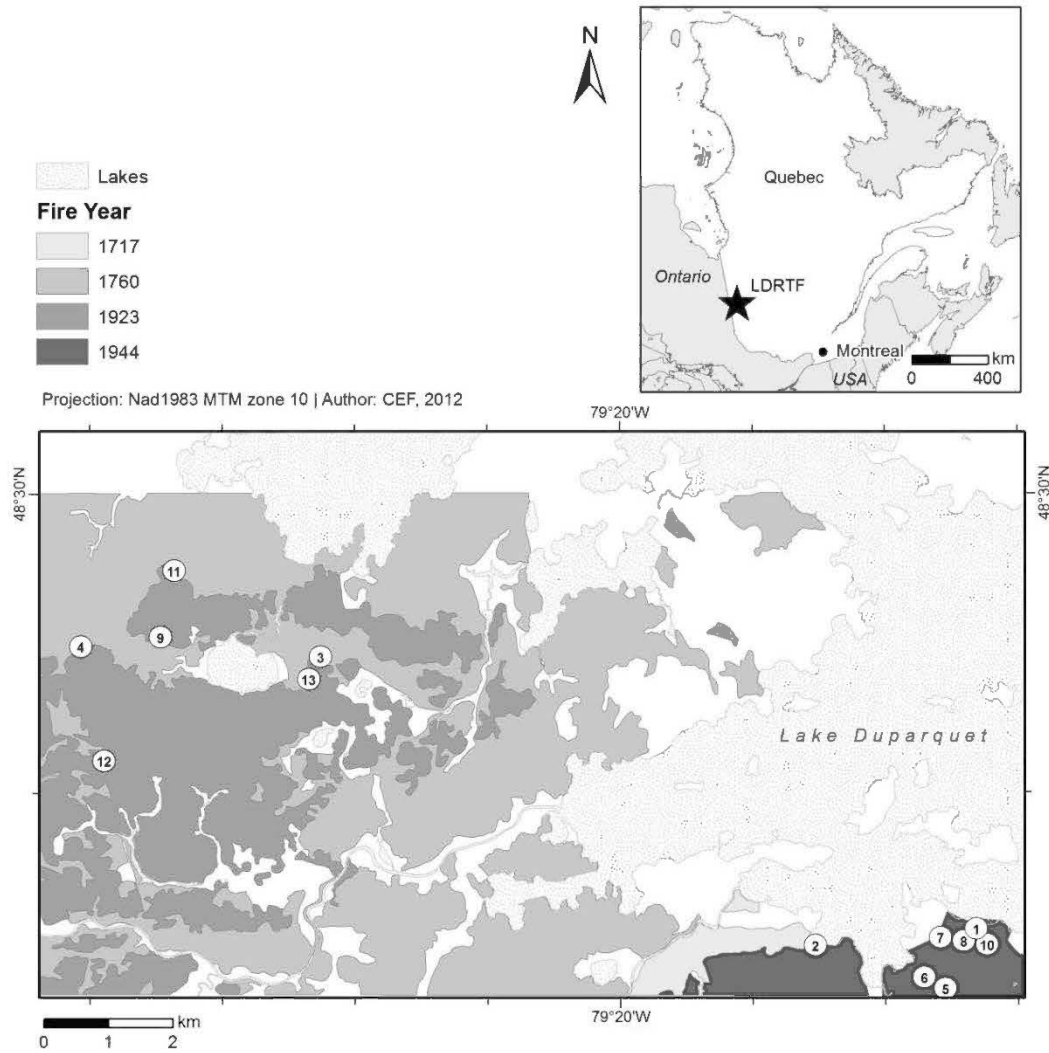 N
Quebec
Ontario
LDRTF
Montreal
km
USA
0 400
Lakes
Fire Year
1717
1760
1923
1944
Projection: Nad1983 MTM zone 10 | Author: CEF, 2012
79°20'W
48°30'N
48°30'N
11
9
4
3
13
12
Lake Duparquet
1
7
8
10
2
6
5
km
0 1 2
79°20'W